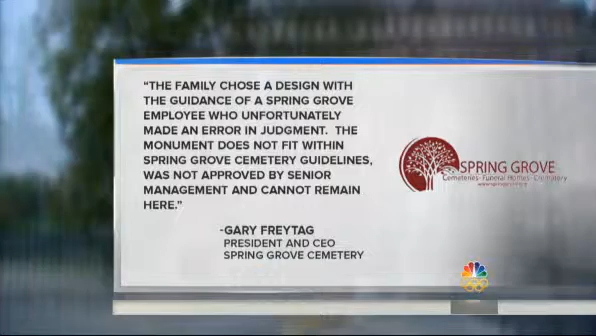 "THE FAMILY CHOSE A DESIGN WITH
THE GUIDANCE OF A SPRING GROVE
EMPLOYEE WHO UNFORTUNATELY
MADE AN ERROR IN JUDGMENT. THE
MONUMENT DOES NOT FIT WITHIN
SPRING GROVE CEMETERY GUIDELINES,
WAS NOT APPROVED BY SENIOR
MANAGEMENT AND CANNOT REMAIN
HERE."
-GARY FREYTAG
PRESIDENT AND CEO
SPRING GROVE CEMETERY
SPRING GROVE
Cemeteries · Funeral Homes · Crematory